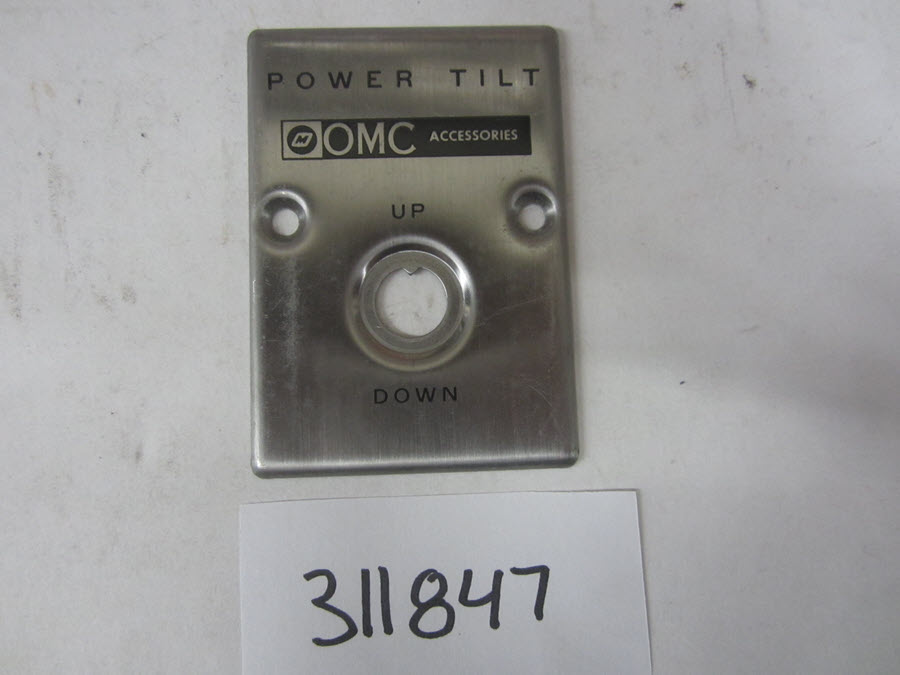 POWER TILT
OMC ACCESSORIES
UP
DOWN
311847